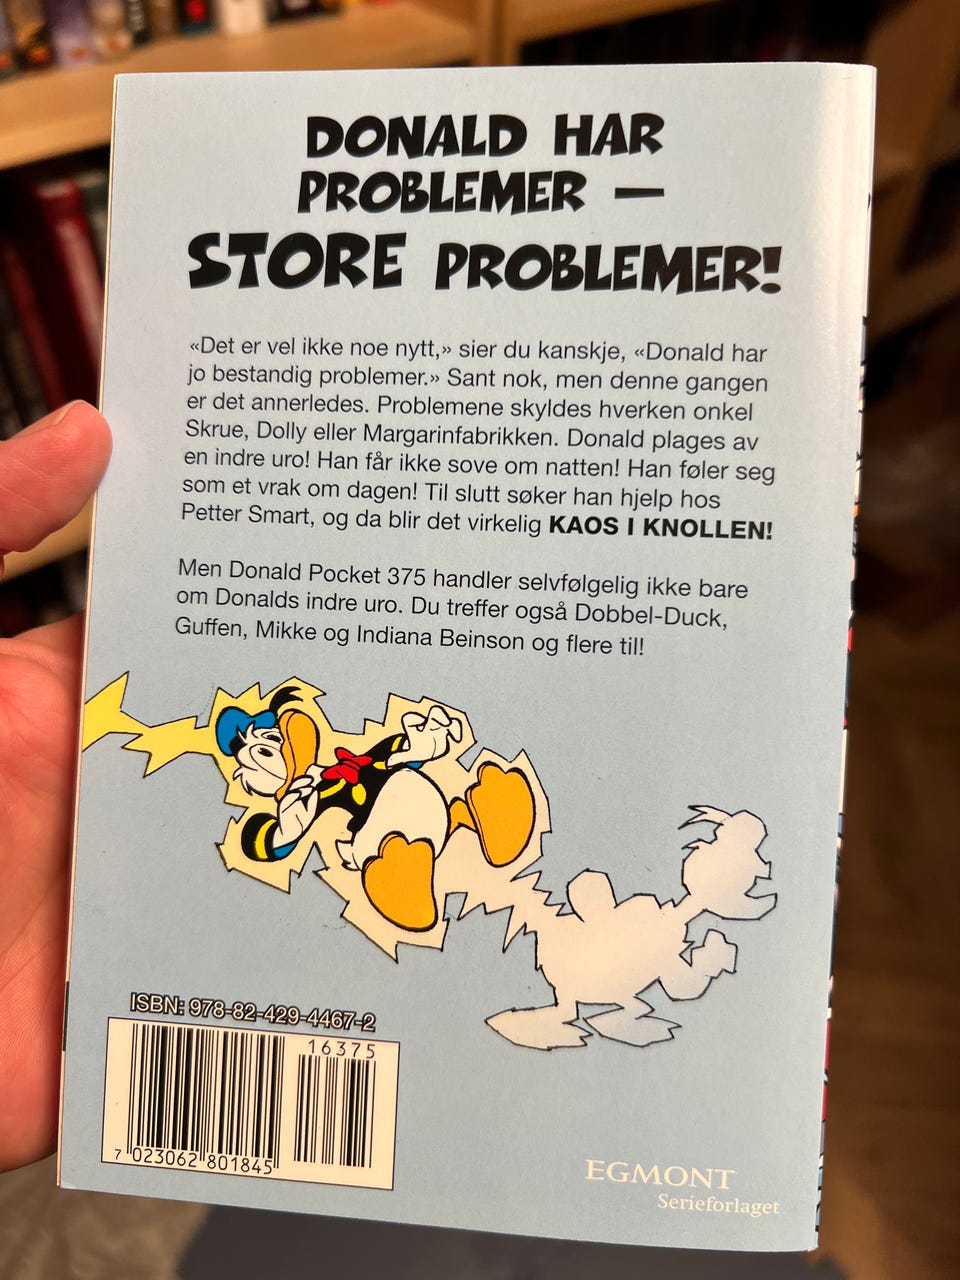 DONALD HAR
PROBLEMER –
STORE PROBLEMER!
«Det er vel ikke noe nytt,» sier du kanskje, «Donald har
jo bestandig problemer.» Sant nok, men denne gangen
er det annerledes. Problemene skyldes hverken onkel
Skrue, Dolly eller Margarinfabrikken. Donald plages av
en indre uro! Han får ikke sove om natten! Han føler seg
som et vrak om dagen! Til slutt søker han hjelp hos
Petter Smart, og da blir det virkelig KAOS I KNOLLEN!
Men Donald Pocket 375 handler selvfølgelig ikke bare
om Donalds indre uro. Du treffer også Dobbel-Duck,
Guffen, Mikke og Indiana Beinson og flere til!
ISBN: 978-82-429-4467-2
16375
7 023062 801845
EGMONT
Serieforlaget